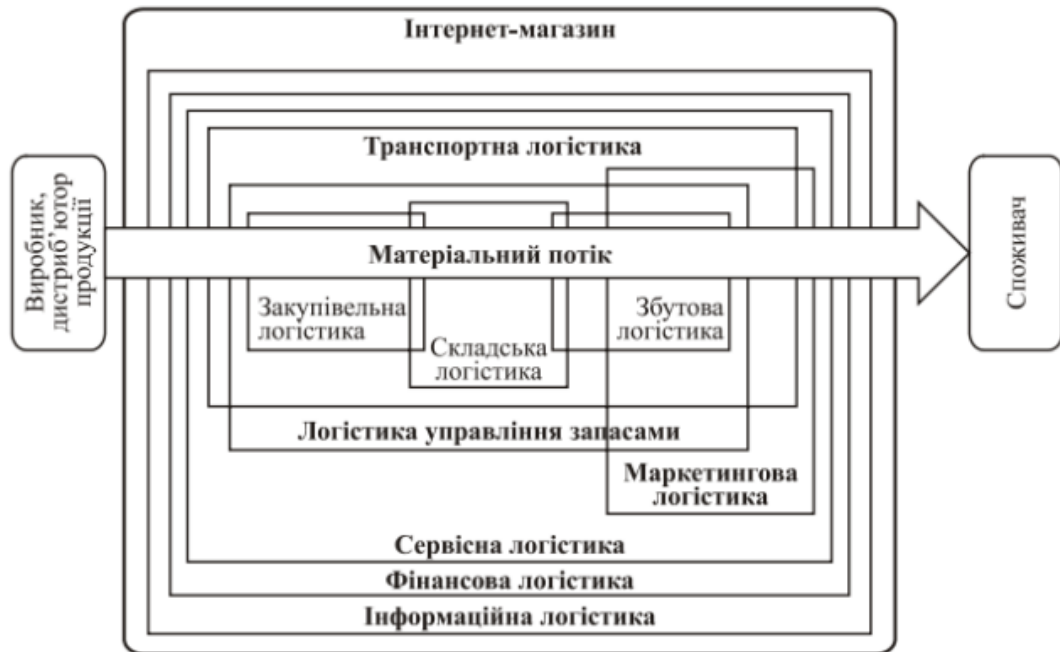 Інтернет-магазин
Транспортна логістика
Виробник,
дистриб’ютор
продукції
Матеріальний потік
Споживач
Закупівельна
логістика
Складська
логістика
Збутова
логістика
Логістика управління запасами
Маркетингова
логістика
Сервісна логістика
Фінансова логістика
Інформаційна логістика